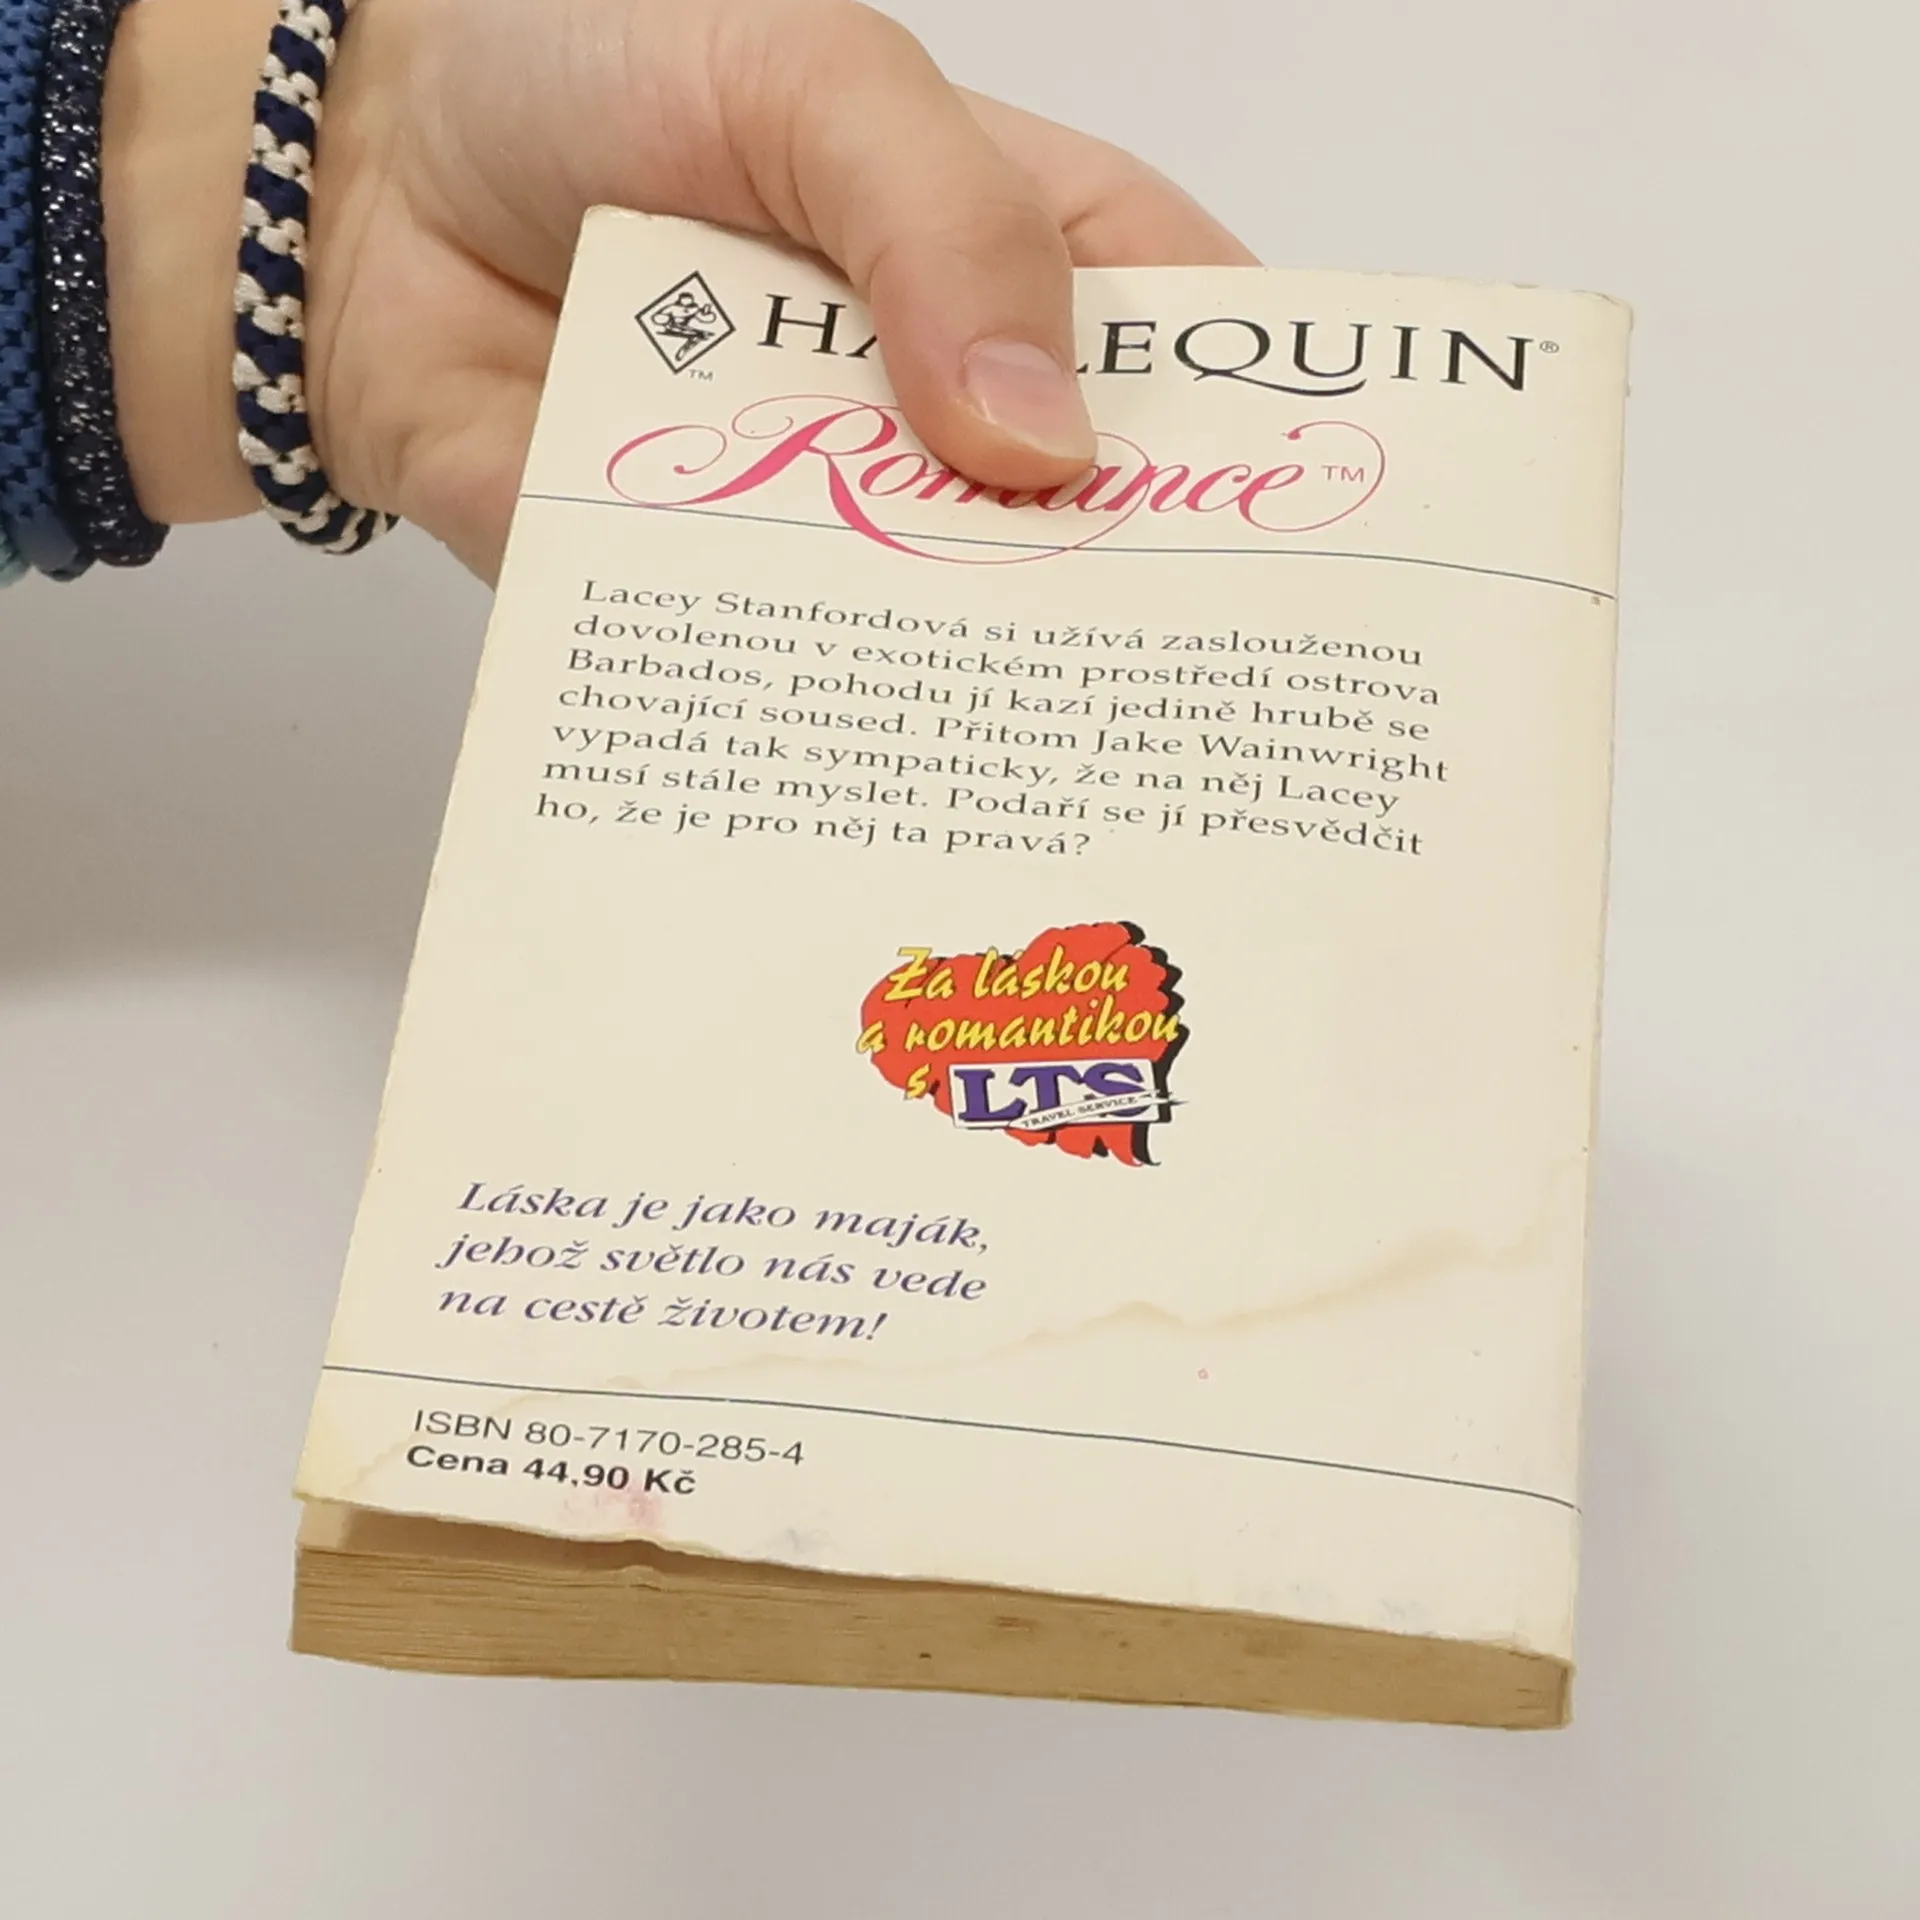 HARLEQUIN®
TM
Romance TM
Lacey Stanfordová si užívá zaslouženou
dovolenou v exotickém prostředí ostrova
Barbados, pohodu jí kazí jedině hrubě se
chovající soused. Přitom Jake Wainwright
vypadá tak sympaticky, že na něj Lacey
musí stále myslet. Podaří se jí přesvědčit
ho, že je pro něj ta pravá?
Za láskou
a romantikou
s LTS
TRAVEL SERVICE
Láska je jako maják,
jehož světlo nás vede
na cestě životem!
ISBN 80-7170-285-4
Cena 44,90 Kč